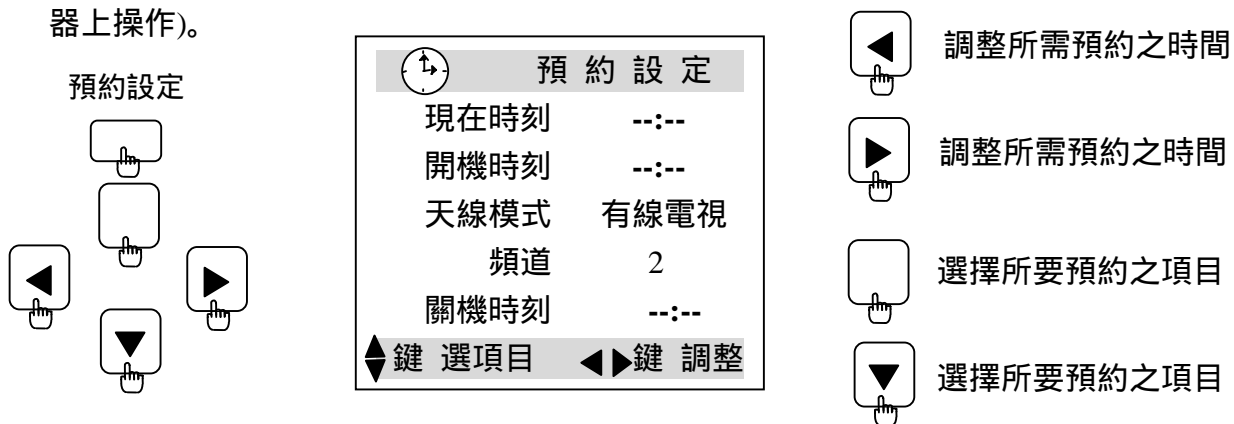 器上操作)。
預約設定
預 約 設 定
現在時刻 --:--
開機時刻 --:--
天線模式 有線電視
頻道 2
關機時刻 --:--
鍵 選項目 鍵 調整
調整所需預約之時間
調整所需預約之時間
選擇所要預約之項目
選擇所要預約之項目